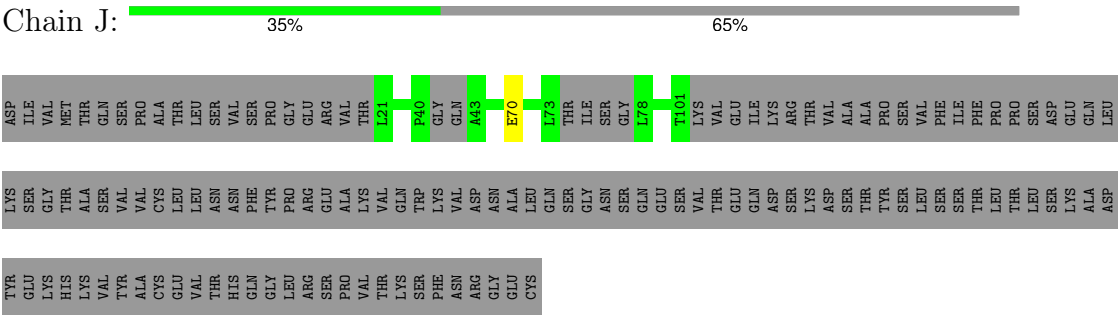 Chain J:
35% 65%
ASP ILE VAL MET THR GLN SER PRO ALA THR LEU SER VAL SER PRO GLY GLU ARG VAL THR L21 P40 GLY GLN A43 E70 L73 THR ILE SER GLY L78 T101 LYS VAL GLU ILE LYS ARG THR VAL ALA ALA PRO SER VAL PHE ILE PHE PRO PRO SER ASP GLU GLN LEU
LYS SER GLY THR ALA SER VAL VAL CYS LEU LEU ASN ASN PHE TYR PRO ARG GLU ALA LYS VAL GLN TRP LYS VAL ASP ASN ALA LEU GLN SER GLY ASN SER GLN GLU SER VAL THR GLU GLN ASP SER LYS ASP SER THR TYR SER LEU SER SER THR LEU THR LEU SER LYS ALA ASP
TYR GLU LYS HIS LYS VAL TYR ALA CYS GLU VAL THR HIS GLN GLY LEU ARG SER PRO VAL THR LYS SER PHE ASN ARG GLY GLU CYS